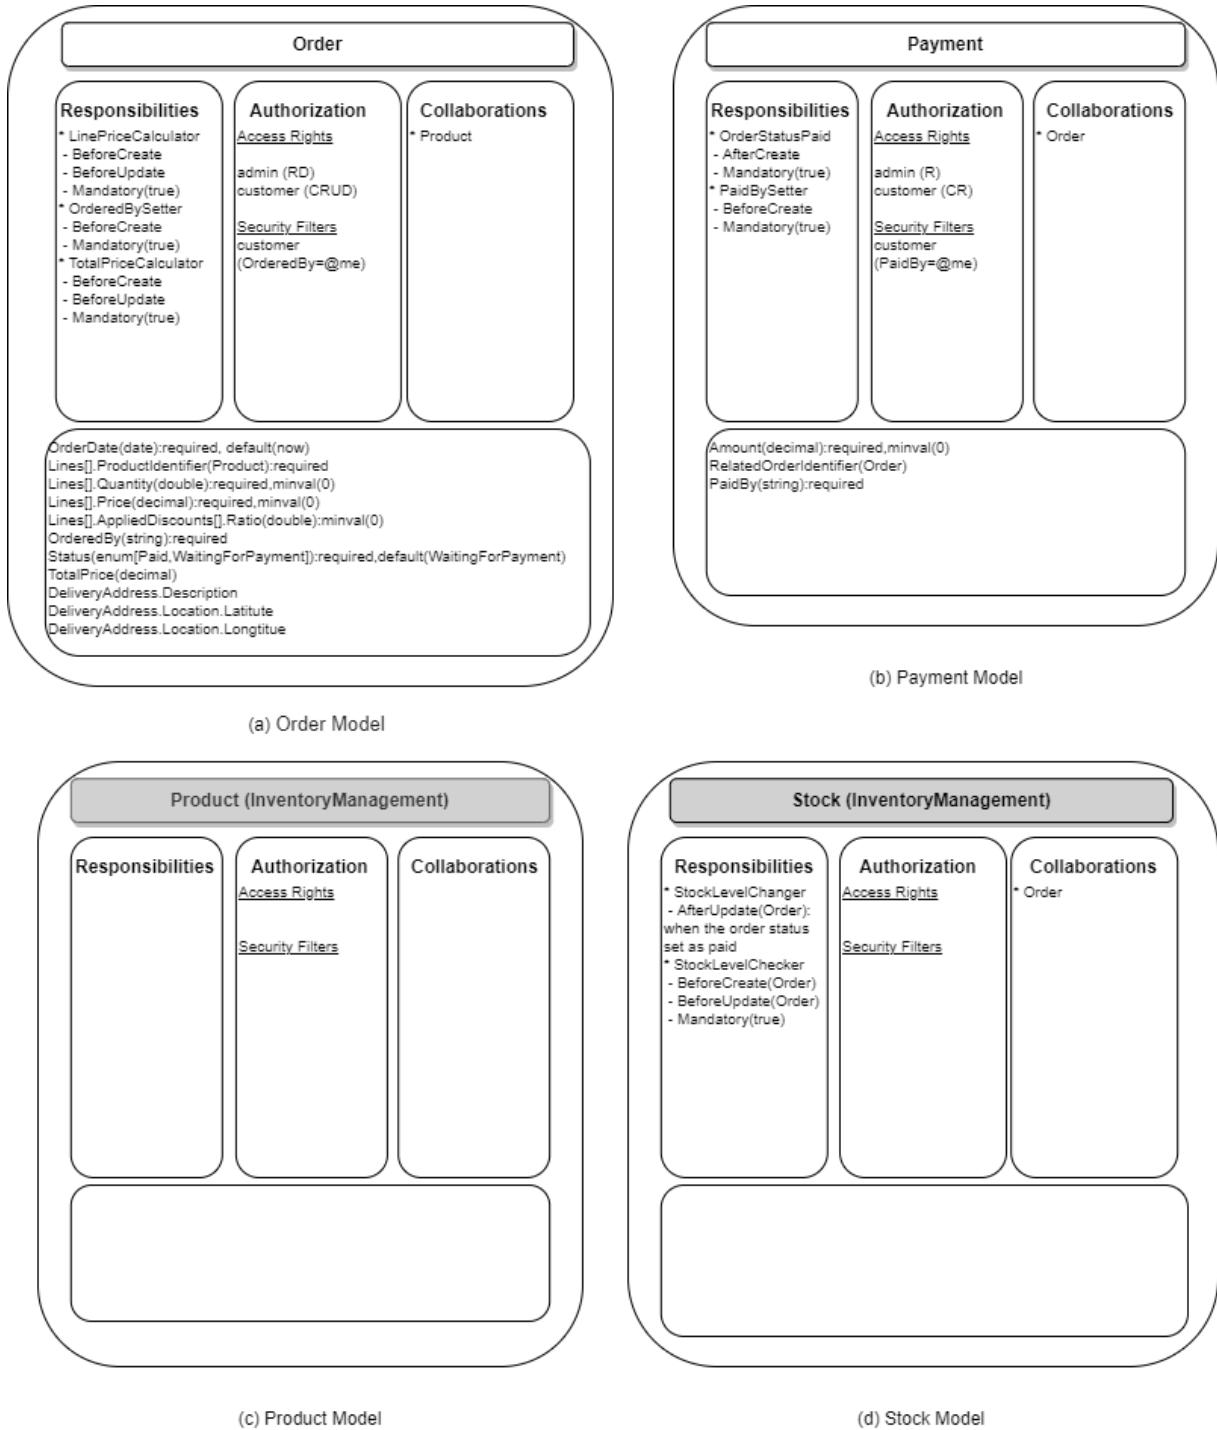 Order
Responsibilities
* LinePriceCalculator
- BeforeCreate
- BeforeUpdate
- Mandatory(true)
* OrderedBySetter
- BeforeCreate
- Mandatory(true)
* TotalPriceCalculator
- BeforeCreate
- BeforeUpdate
- Mandatory(true)
Authorization
Access Rights
admin (RD)
customer (CRUD)
Security Filters
customer
(OrderedBy=@me)
Collaborations
* Product
OrderDate(date):required, default(now)
Lines[].ProductIdentifier(Product):required
Lines[].Quantity(double):required,minval(0)
Lines[].Price(decimal):required,minval(0)
Lines[].AppliedDiscounts[].Ratio(double):minval(0)
OrderedBy(string):required
Status(enum[Paid,WaitingForPayment]):required,default(WaitingForPayment)
TotalPrice(decimal)
DeliveryAddress.Description
DeliveryAddress.Location.Latitute
DeliveryAddress.Location.Longtitue
(a) Order Model
Payment
Responsibilities
* OrderStatusPaid
- AfterCreate
- Mandatory(true)
* PaidBySetter
- BeforeCreate
- Mandatory(true)
Authorization
Access Rights
admin (R)
customer (CR)
Security Filters
customer
(PaidBy=@me)
Collaborations
* Order
Amount(decimal):required,minval(0)
RelatedOrderIdentifier(Order)
PaidBy(string):required
(b) Payment Model
Product (InventoryManagement)
Responsibilities
Authorization
Access Rights
Security Filters
Collaborations
(c) Product Model
Stock (InventoryManagement)
Responsibilities
* StockLevelChanger
- AfterUpdate(Order):
when the order status
set as paid
* StockLevelChecker
- BeforeCreate(Order)
- BeforeUpdate(Order)
- Mandatory(true)
Authorization
Access Rights
Security Filters
Collaborations
* Order
(d) Stock Model